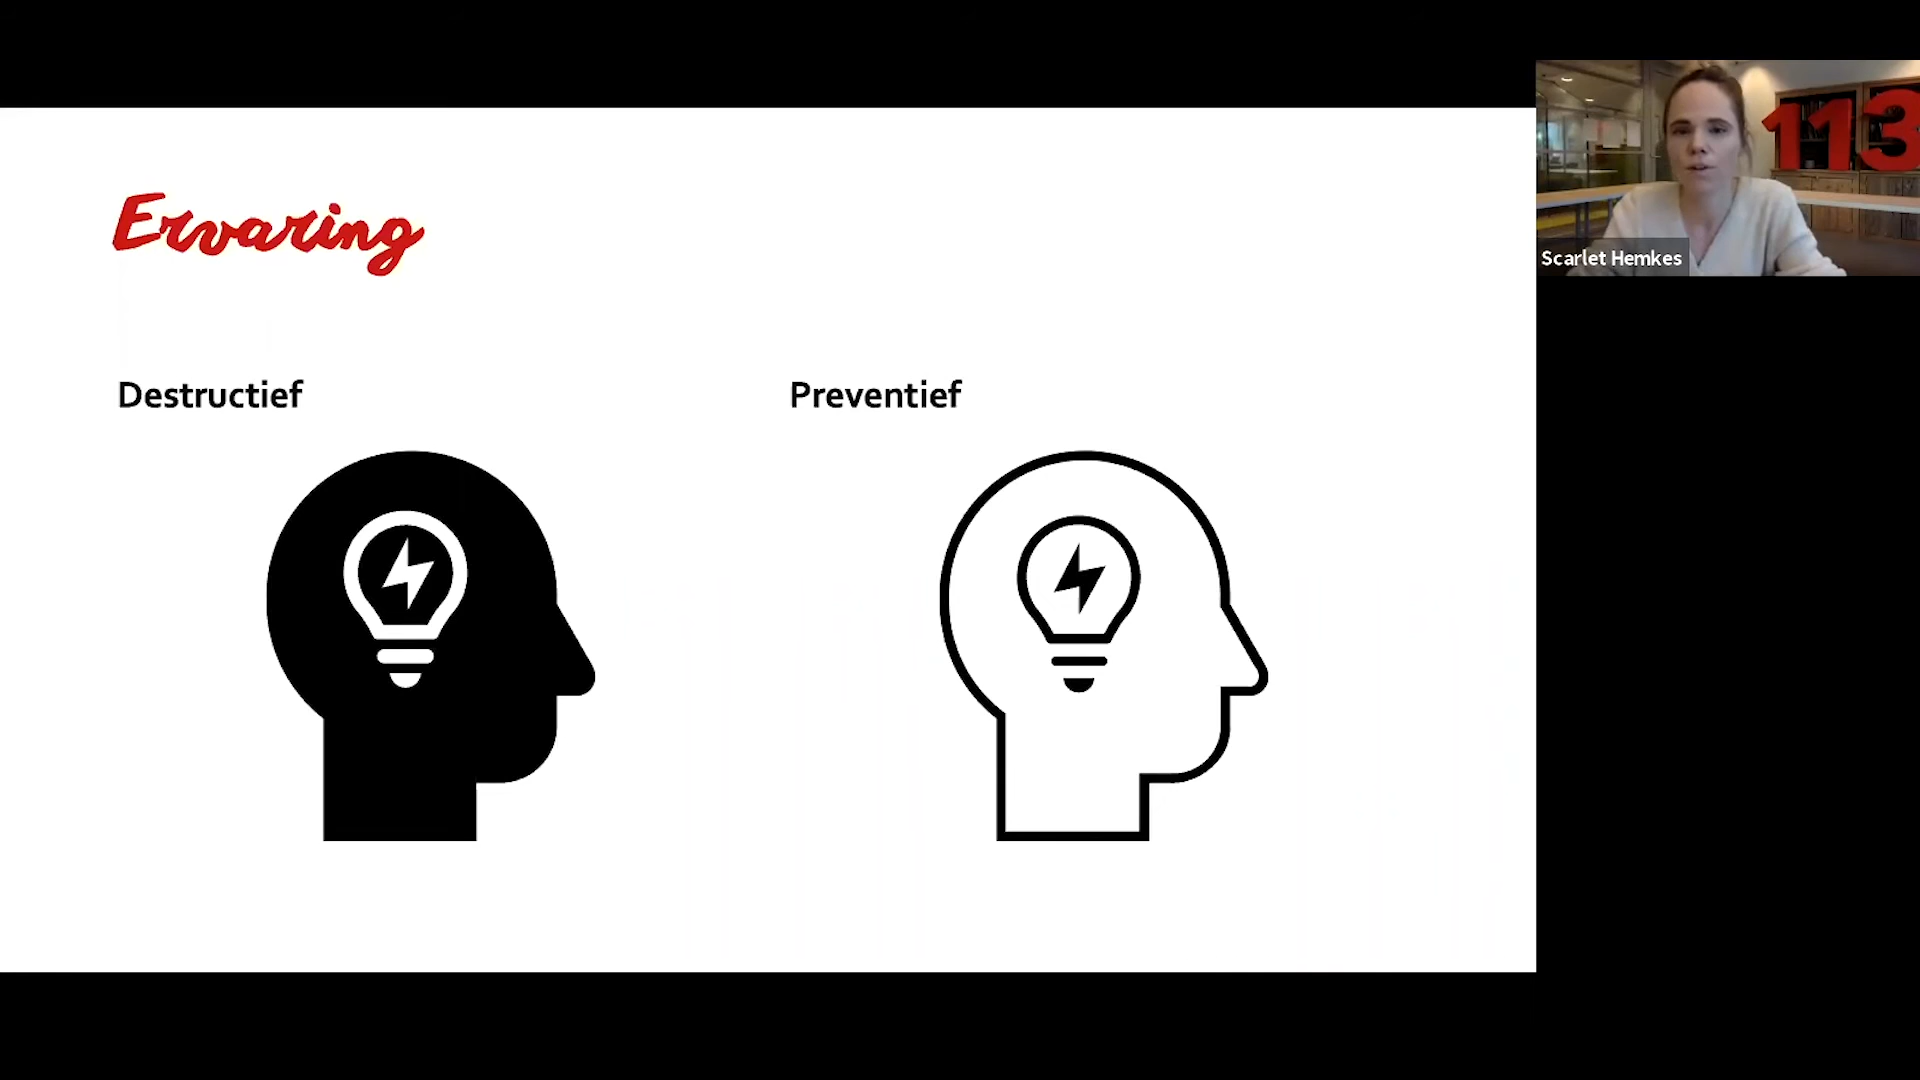 Ervaring
Destructief
Preventief
113
Scarlet Hemkes